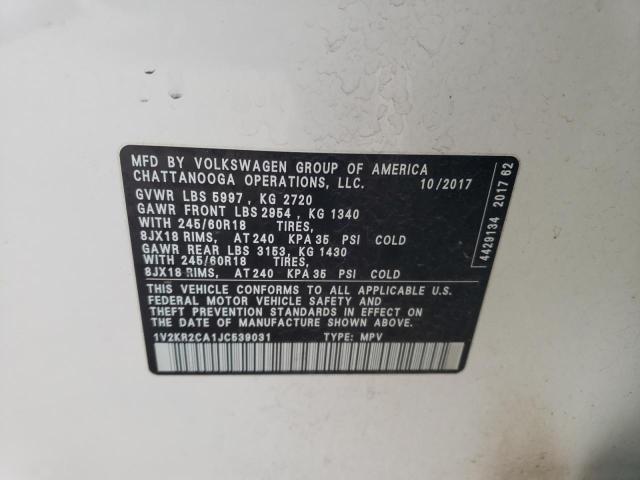 MFD BY VOLKSWAGEN GROUP OF AMERICA
CHATTANOOGA OPERATIONS, LLC. 10/2017
GVWR LBS 5997 , KG 2720
GAWR FRONT LBS 2954 , KG 1340
WITH 245/60R18 TIRES,
8JX18 RIMS, AT 240 KPA 35 PSI COLD
GAWR REAR LBS 3153, KG 1430
WITH 245/60R18 TIRES,
8JX18 RIMS, AT 240 KPA 35 PSI COLD
THIS VEHICLE CONFORMS TO ALL APPLICABLE U.S.
FEDERAL MOTOR VEHICLE SAFETY AND
THEFT PREVENTION STANDARDS IN EFFECT
ON DATE OF MANUFACTURE SHOWN ABOVE.
1V2KR2CA1JC539031 TYPE: MPV
4429134 2017 62